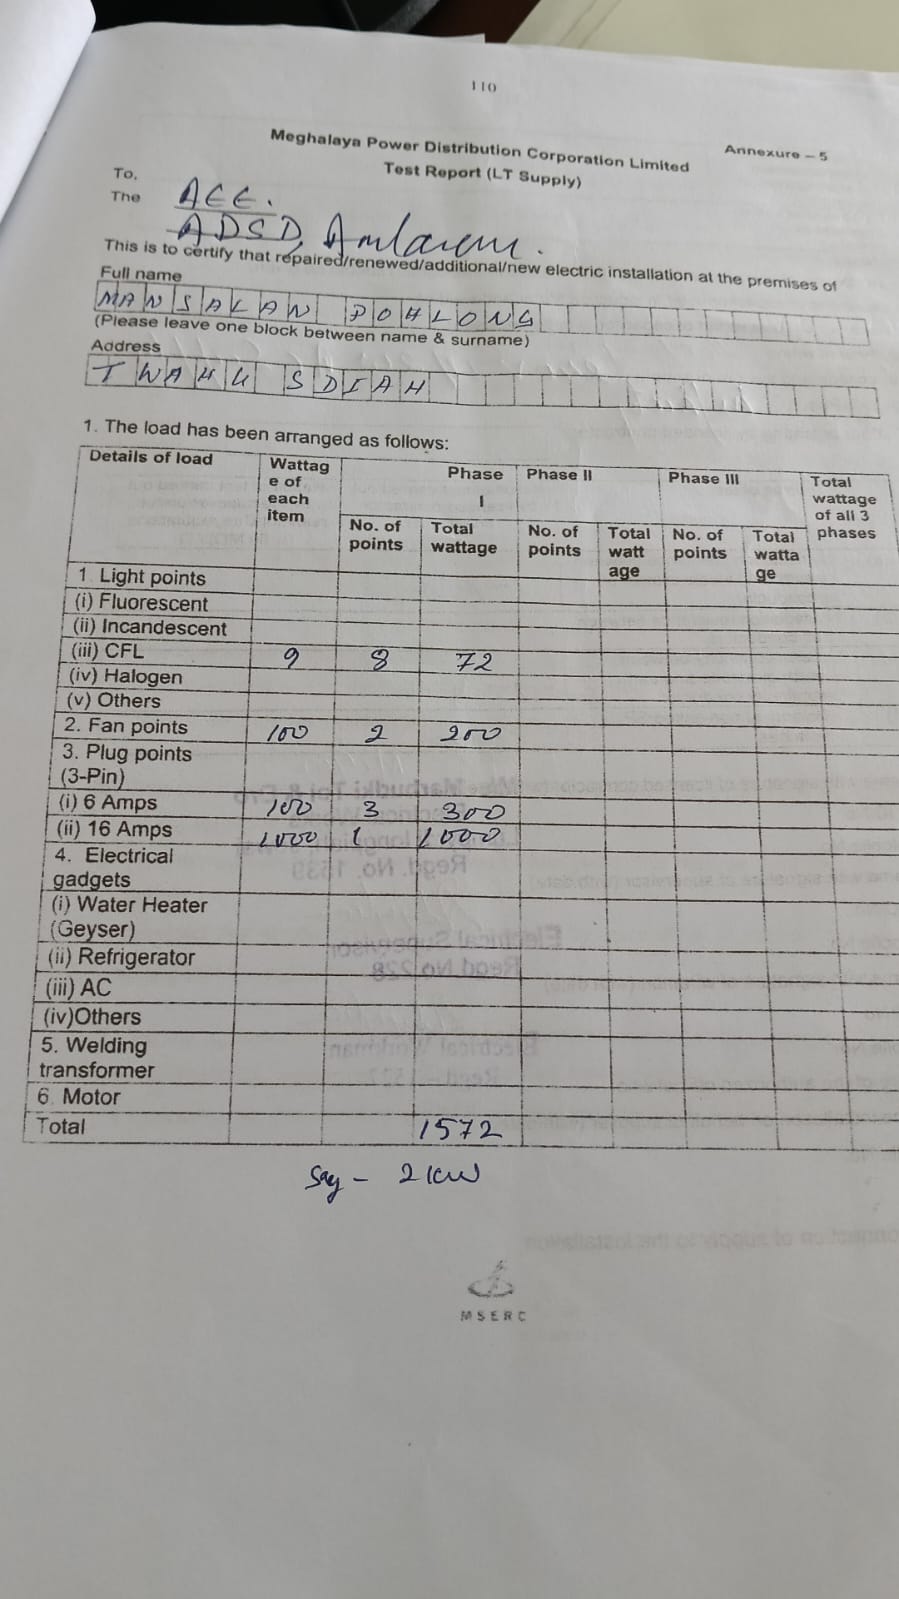 110
Annexure – 5
Meghalaya Power Distribution Corporation Limited
Test Report (LT Supply)
To,
The AEE.
ADSD, Amlarem.
This is to certify that repaired/renewed/additional/new electric installation at the premises of
Full name
MANSALAN POHLONG
(Please leave one block between name & surname)
Address
TWAHU SDIAH
1. The load has been arranged as follows:
Details of load Wattage of each item Phase I Phase II Phase III Total wattage of all 3 phases
No. of points Total wattage No. of points Total watt age No. of points Total watta ge
1 Light points
(i) Fluorescent
(ii) Incandescent
(iii) CFL 9 8 72
(iv) Halogen
(v) Others
2. Fan points 100 2 200
3. Plug points
(3-Pin)
(i) 6 Amps 100 3 300
(ii) 16 Amps 1000 1 1000
4. Electrical
gadgets
(i) Water Heater
(Geyser)
(ii) Refrigerator
(iii) AC
(iv)Others
5. Welding
transformer
6. Motor
Total 1572
Say – 2 KW
MSERC